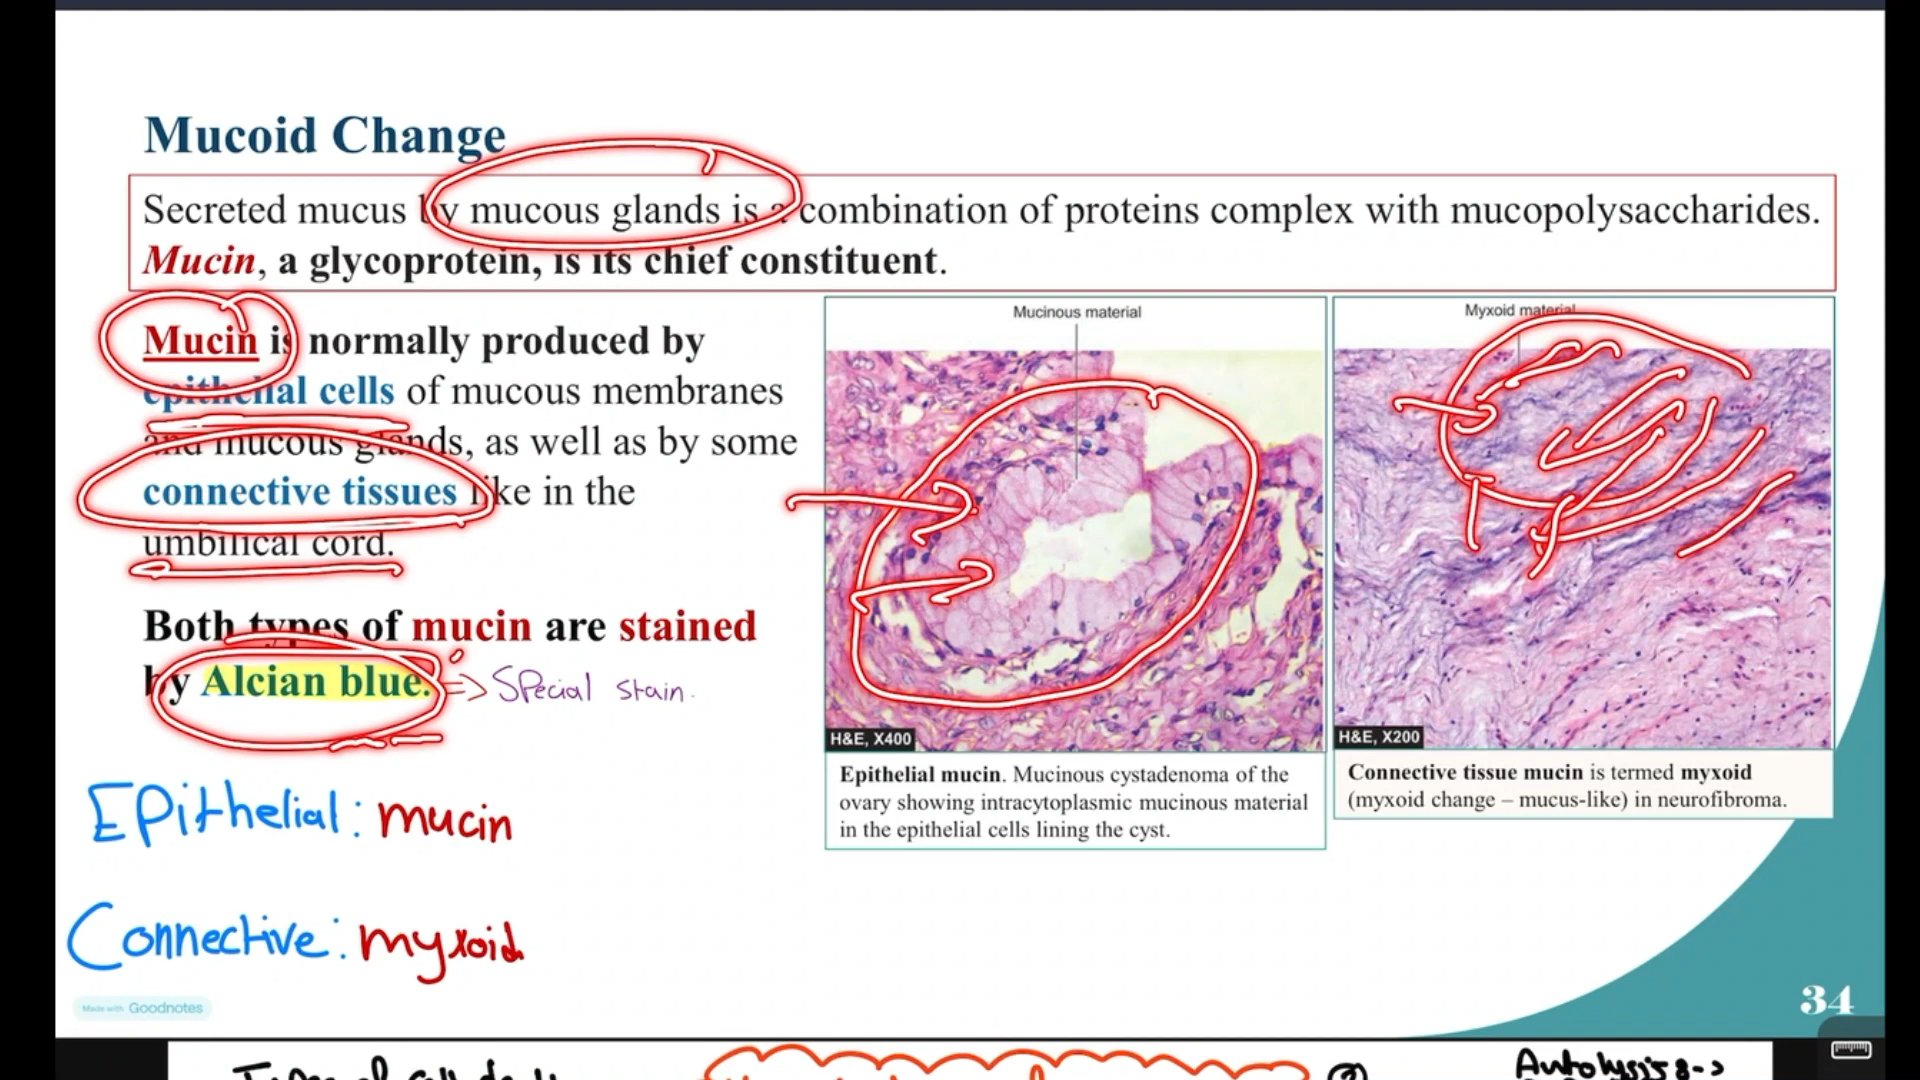 Mucoid Change
Secreted mucus by mucous glands is a combination of proteins complex with mucopolysaccharides.
Mucin, a glycoprotein, is its chief constituent.
Mucin is normally produced by
epithelial cells of mucous membranes
and mucous glands, as well as by some
connective tissues like in the
umbilical cord.
Both types of mucin are stained
by Alcian blue. => Special stain.
Epithelial: mucin
Connective: myxoid
Made with Goodnotes
Mucinous material
H&E, X400
Epithelial mucin. Mucinous cystadenoma of the
ovary showing intracytoplasmic mucinous material
in the epithelial cells lining the cyst.
Myxoid material
H&E, X200
Connective tissue mucin is termed myxoid
(myxoid change – mucus-like) in neurofibroma.
34
Types of cell
Autolysis